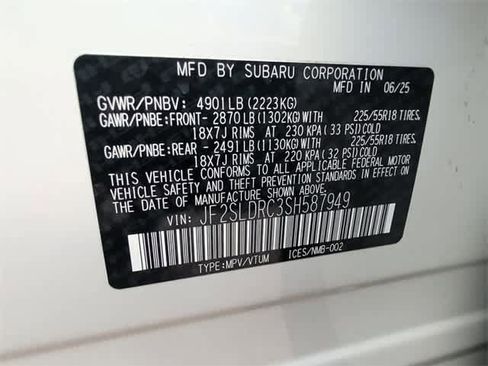 MFD BY SUBARU CORPORATION
MFD IN 06/25
GVWR/PNBV: 4901LB(2223KG)
GAWR/PNBE:FRONT- 2870LB(1302KG)WITH 225/55R18 TIRES,
18X7J RIMS AT 230 KPA(33 PSI)COLD
GAWR/PNBE:REAR - 2491LB(1130KG)WITH 225/55R18 TIRES,
18X7J RIMS AT 220 KPA(32 PSI)COLD
THIS VEHICLE CONFORMS TO ALL APPLICABLE FEDERAL MOTOR
VEHICLE SAFETY AND THEFT PREVENTION STANDARDS IN EFFECT
ON THE DATE OF MANUFACTURE SHOWN ABOVE.
VIN: JF2SLDRC3SH587949
TYPE:MPV/VTUM ICES/NMB-002